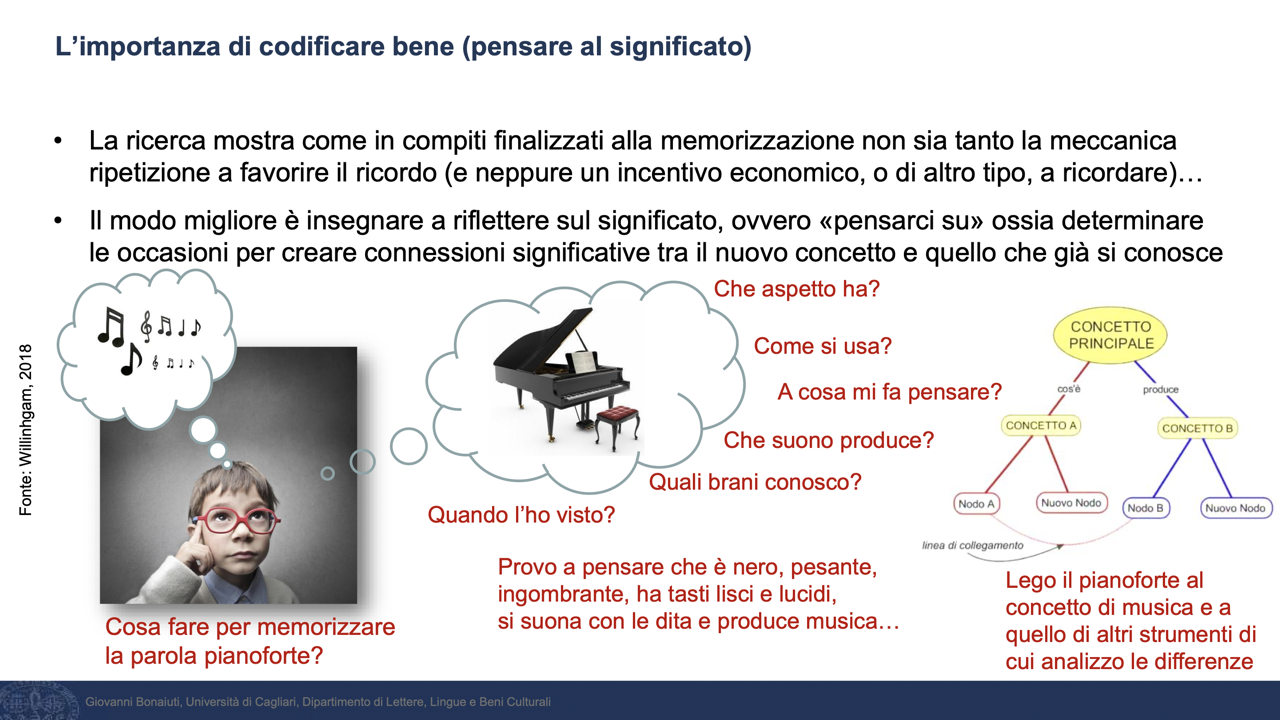 L’importanza di codificare bene (pensare al significato)
• La ricerca mostra come in compiti finalizzati alla memorizzazione non sia tanto la meccanica
ripetizione a favorire il ricordo (e neppure un incentivo economico, o di altro tipo, a ricordare)…
• Il modo migliore è insegnare a riflettere sul significato, ovvero «pensarci su» ossia determinare
le occasioni per creare connessioni significative tra il nuovo concetto e quello che già si conosce
Fonte: Willinhgam, 2018
Cosa fare per memorizzare
la parola pianoforte?
Che aspetto ha?
Come si usa?
A cosa mi fa pensare?
Che suono produce?
Quali brani conosco?
Quando l’ho visto?
Provo a pensare che è nero, pesante,
ingombrante, ha tasti lisci e lucidi,
si suona con le dita e produce musica…
CONCETTO
PRINCIPALE
cos'è
produce
CONCETTO A
CONCETTO B
Nodo A
Nuovo Nodo
Nodo B
Nuovo Nodo
linea di collegamento
Lego il pianoforte al
concetto di musica e a
quello di altri strumenti di
cui analizzo le differenze
Giovanni Bonaiuti, Università di Cagliari, Dipartimento di Lettere, Lingue e Beni Culturali